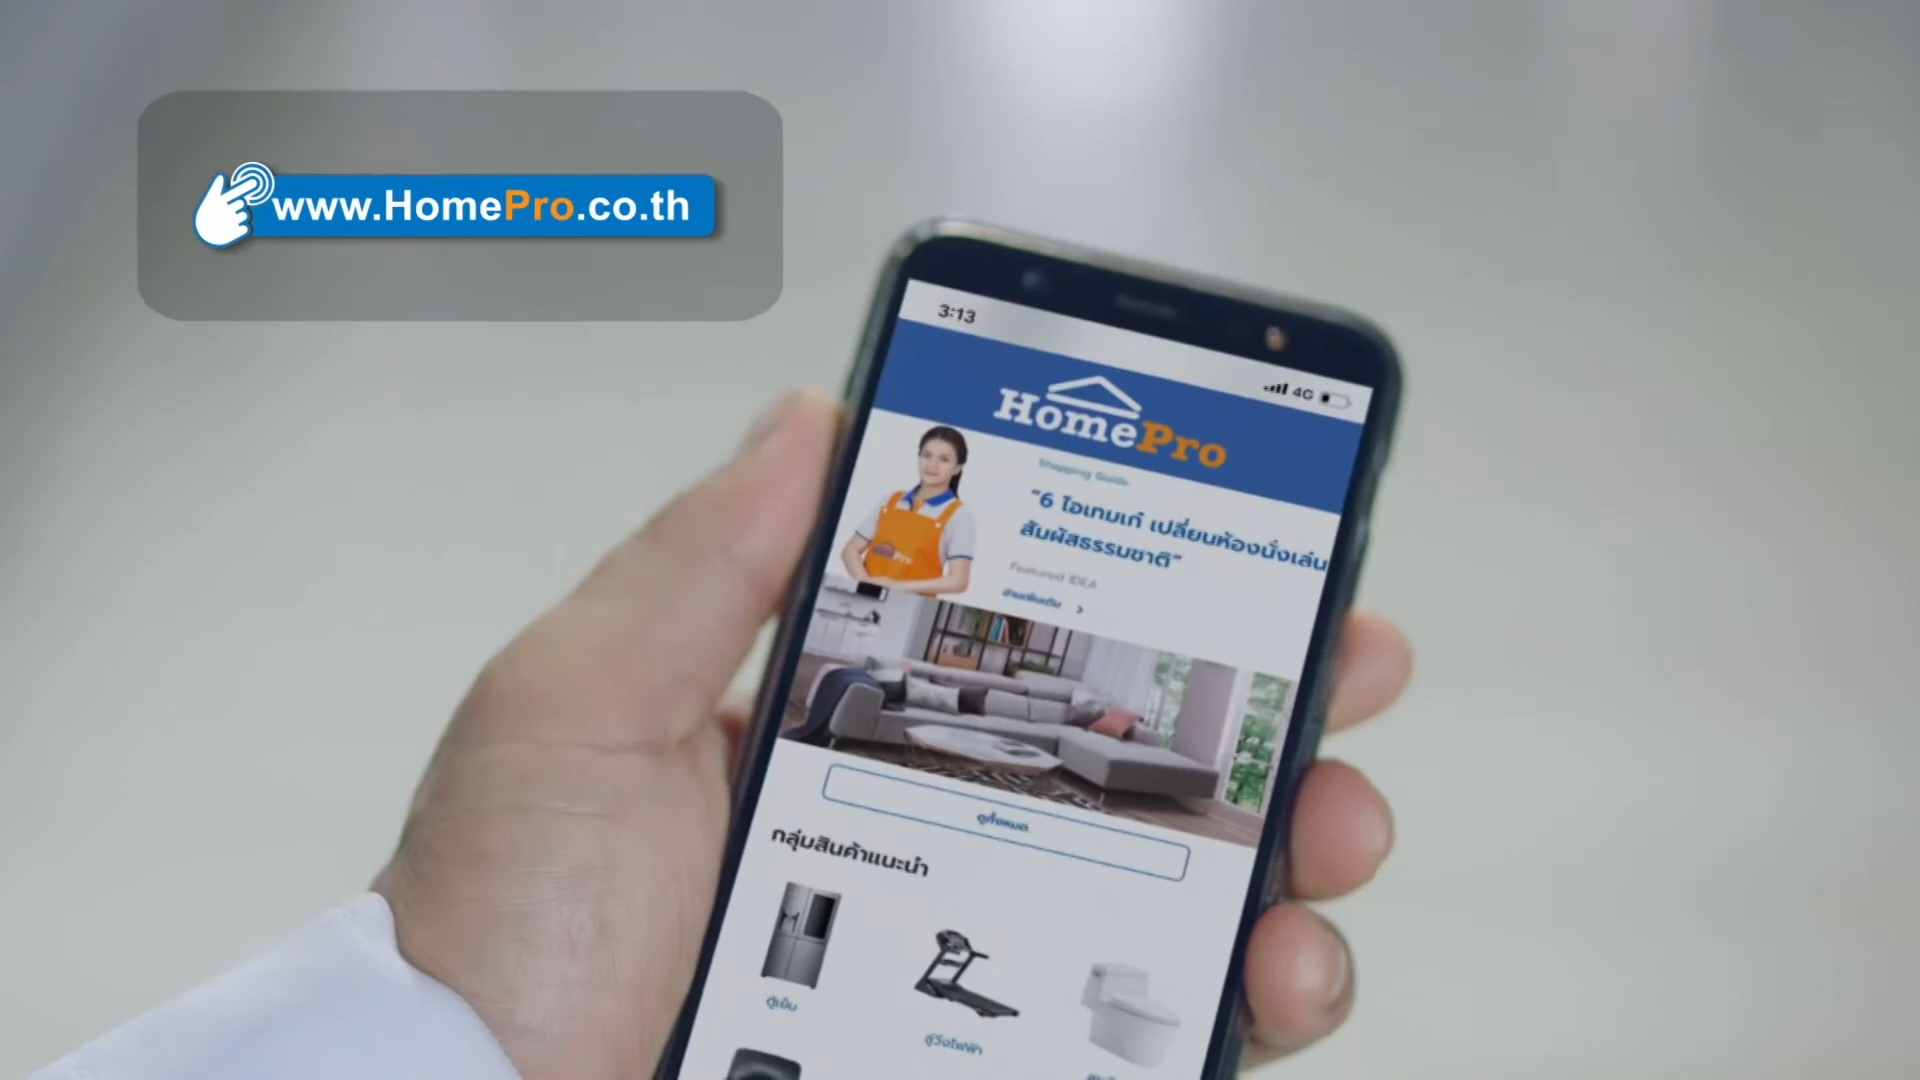 www.HomePro.co.th
3:13
4G
HomePro
Shopping Guide
“6 ไอเทมเก๋ เปลี่ยนห้องนั่งเล่น
สัมผัสธรรมชาติ”
Featured IDEA
อ่านเพิ่มเติม >
ดูทั้งหมด
กลุ่มสินค้าแนะนำ
ตู้เย็น
ลู่วิ่งไฟฟ้า